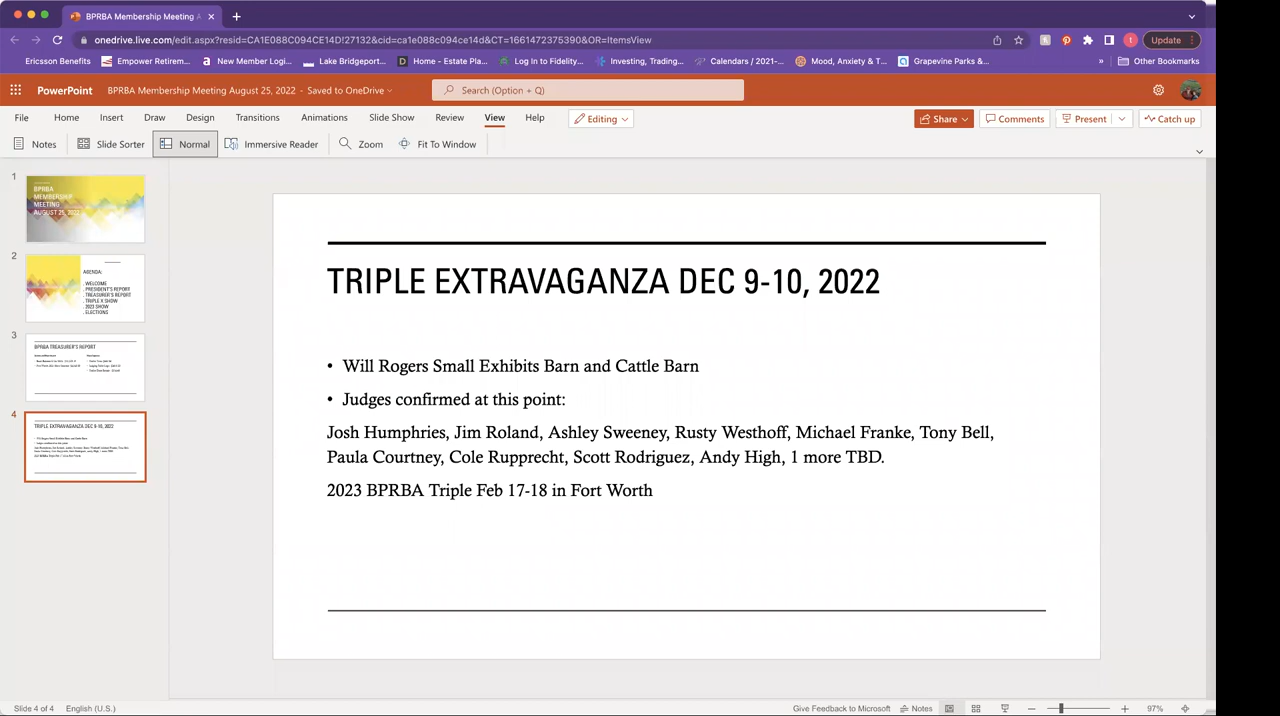 BPRBA Membership Meeting A
onedrive.live.com/edit.aspx?resid=CA1E088C094CE14D!27132&cid=ca1e088c094ce14d&CT=1661472375390&OR=ItemsView
t
Update
Ericsson Benefits
Empower Retirem...
New Member Logi...
Lake Bridgeport...
Home - Estate Pla...
Log In to Fidelity...
Investing, Trading...
Calendars / 2021-...
Mood, Anxiety & T...
Grapevine Parks &...
Other Bookmarks
PowerPoint
BPRBA Membership Meeting August 25, 2022 - Saved to OneDrive
Search (Option + Q)
File Home Insert Draw Design Transitions Animations Slide Show Review View Help
Editing
Share
Comments
Present
Catch up
Notes
Slide Sorter
Normal
Immersive Reader
Zoom
Fit To Window
1
BPRBA
MEMBERSHIP
MEETING
AUGUST 25, 2022
2
AGENDA:
WELCOME
PRESIDENT'S REPORT
TREASURER'S REPORT
TRIPLE X SHOW
2023 SHOW
ELECTIONS
3
BPRBA TREASURER'S REPORT
4
TRIPLE EXTRAVAGANZA DEC 9-10, 2022
TRIPLE EXTRAVAGANZA DEC 9-10, 2022
• Will Rogers Small Exhibits Barn and Cattle Barn
• Judges confirmed at this point:
Josh Humphries, Jim Roland, Ashley Sweeney, Rusty Westhoff, Michael Franke, Tony Bell,
Paula Courtney, Cole Rupprecht, Scott Rodriguez, Andy High, 1 more TBD.
2023 BPRBA Triple Feb 17-18 in Fort Worth
Slide 4 of 4
English (U.S.)
Give Feedback to Microsoft
Notes
97%